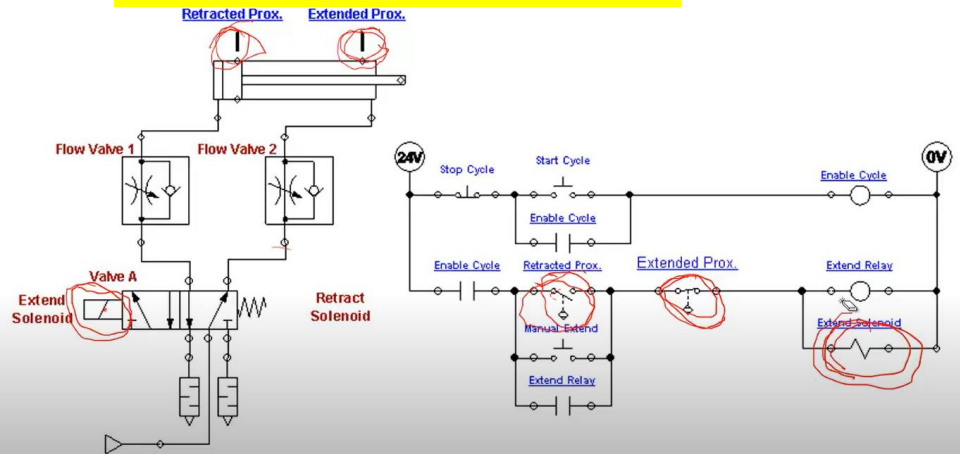 Retracted Prox. Extended Prox.
Flow Valve 1 Flow Valve 2
24V 0V
Stop Cycle Start Cycle
Enable Cycle
Enable Cycle
Enable Cycle Retracted Prox. Extended Prox. Extend Relay
Valve A
Extend
Solenoid
Retract
Solenoid
Manual Extend
Extend Solenoid
Extend Relay